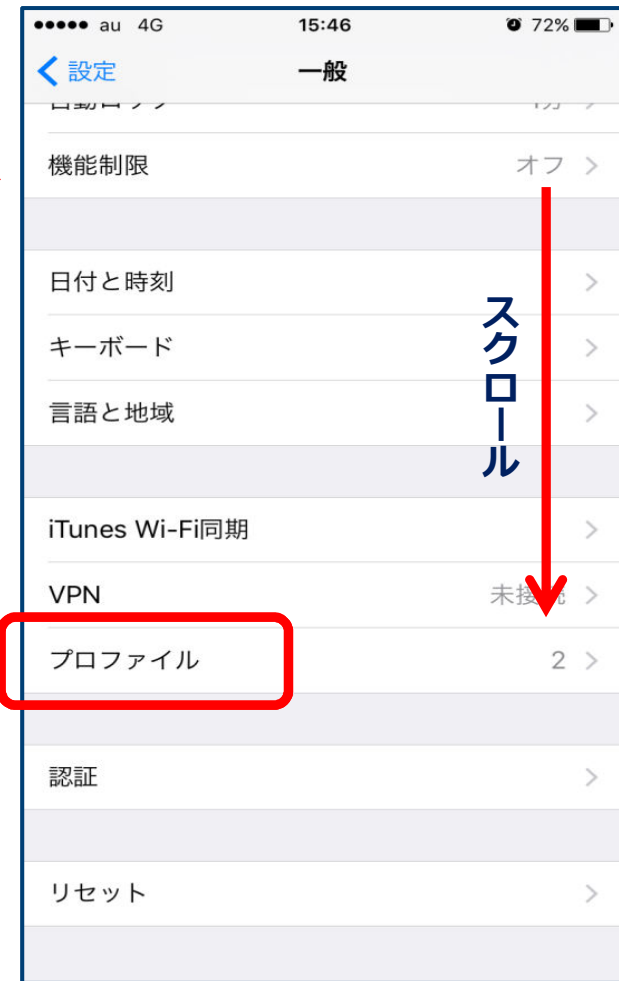 au 4G 15:46 72%
設定 一般
機能制限 オフ
日付と時刻
キーボード
言語と地域
スクロール
iTunes Wi-Fi同期
VPN
プロファイル 2
認証
リセット